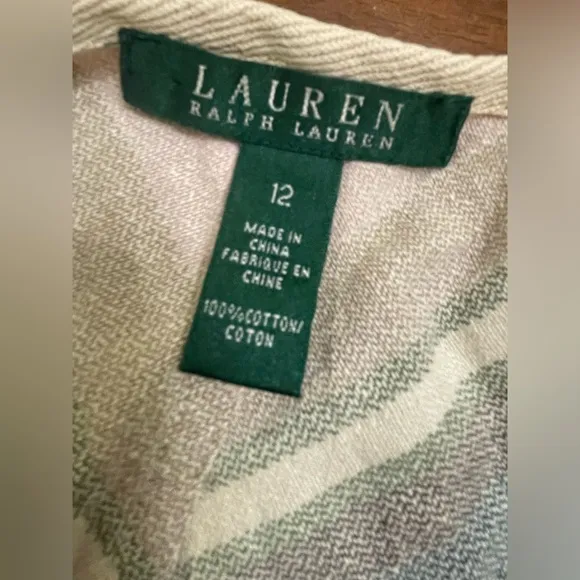 LAUREN
RALPH LAUREN
12
MADE IN
CHINA
FABRIQUE EN
CHINE
100%COTTON/
COTON